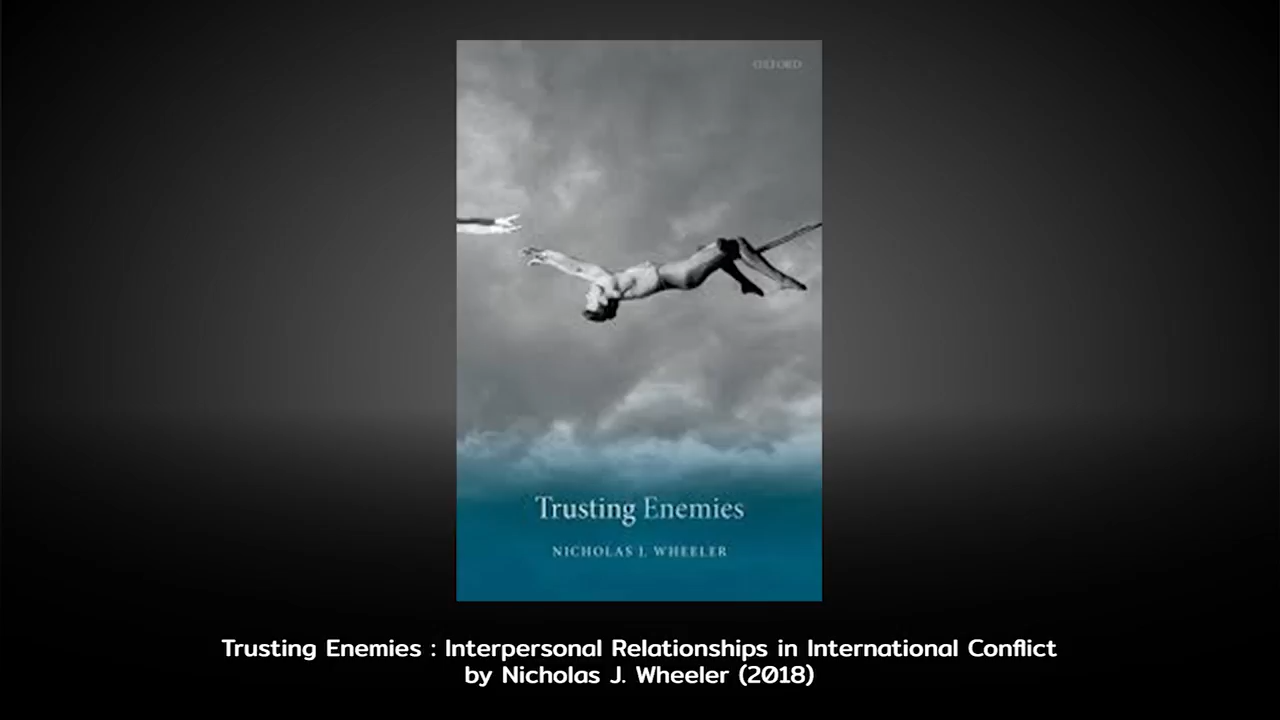 OXFORD
Trusting Enemies
NICHOLAS J. WHEELER
Trusting Enemies : Interpersonal Relationships in International Conflict
by Nicholas J. Wheeler (2018)